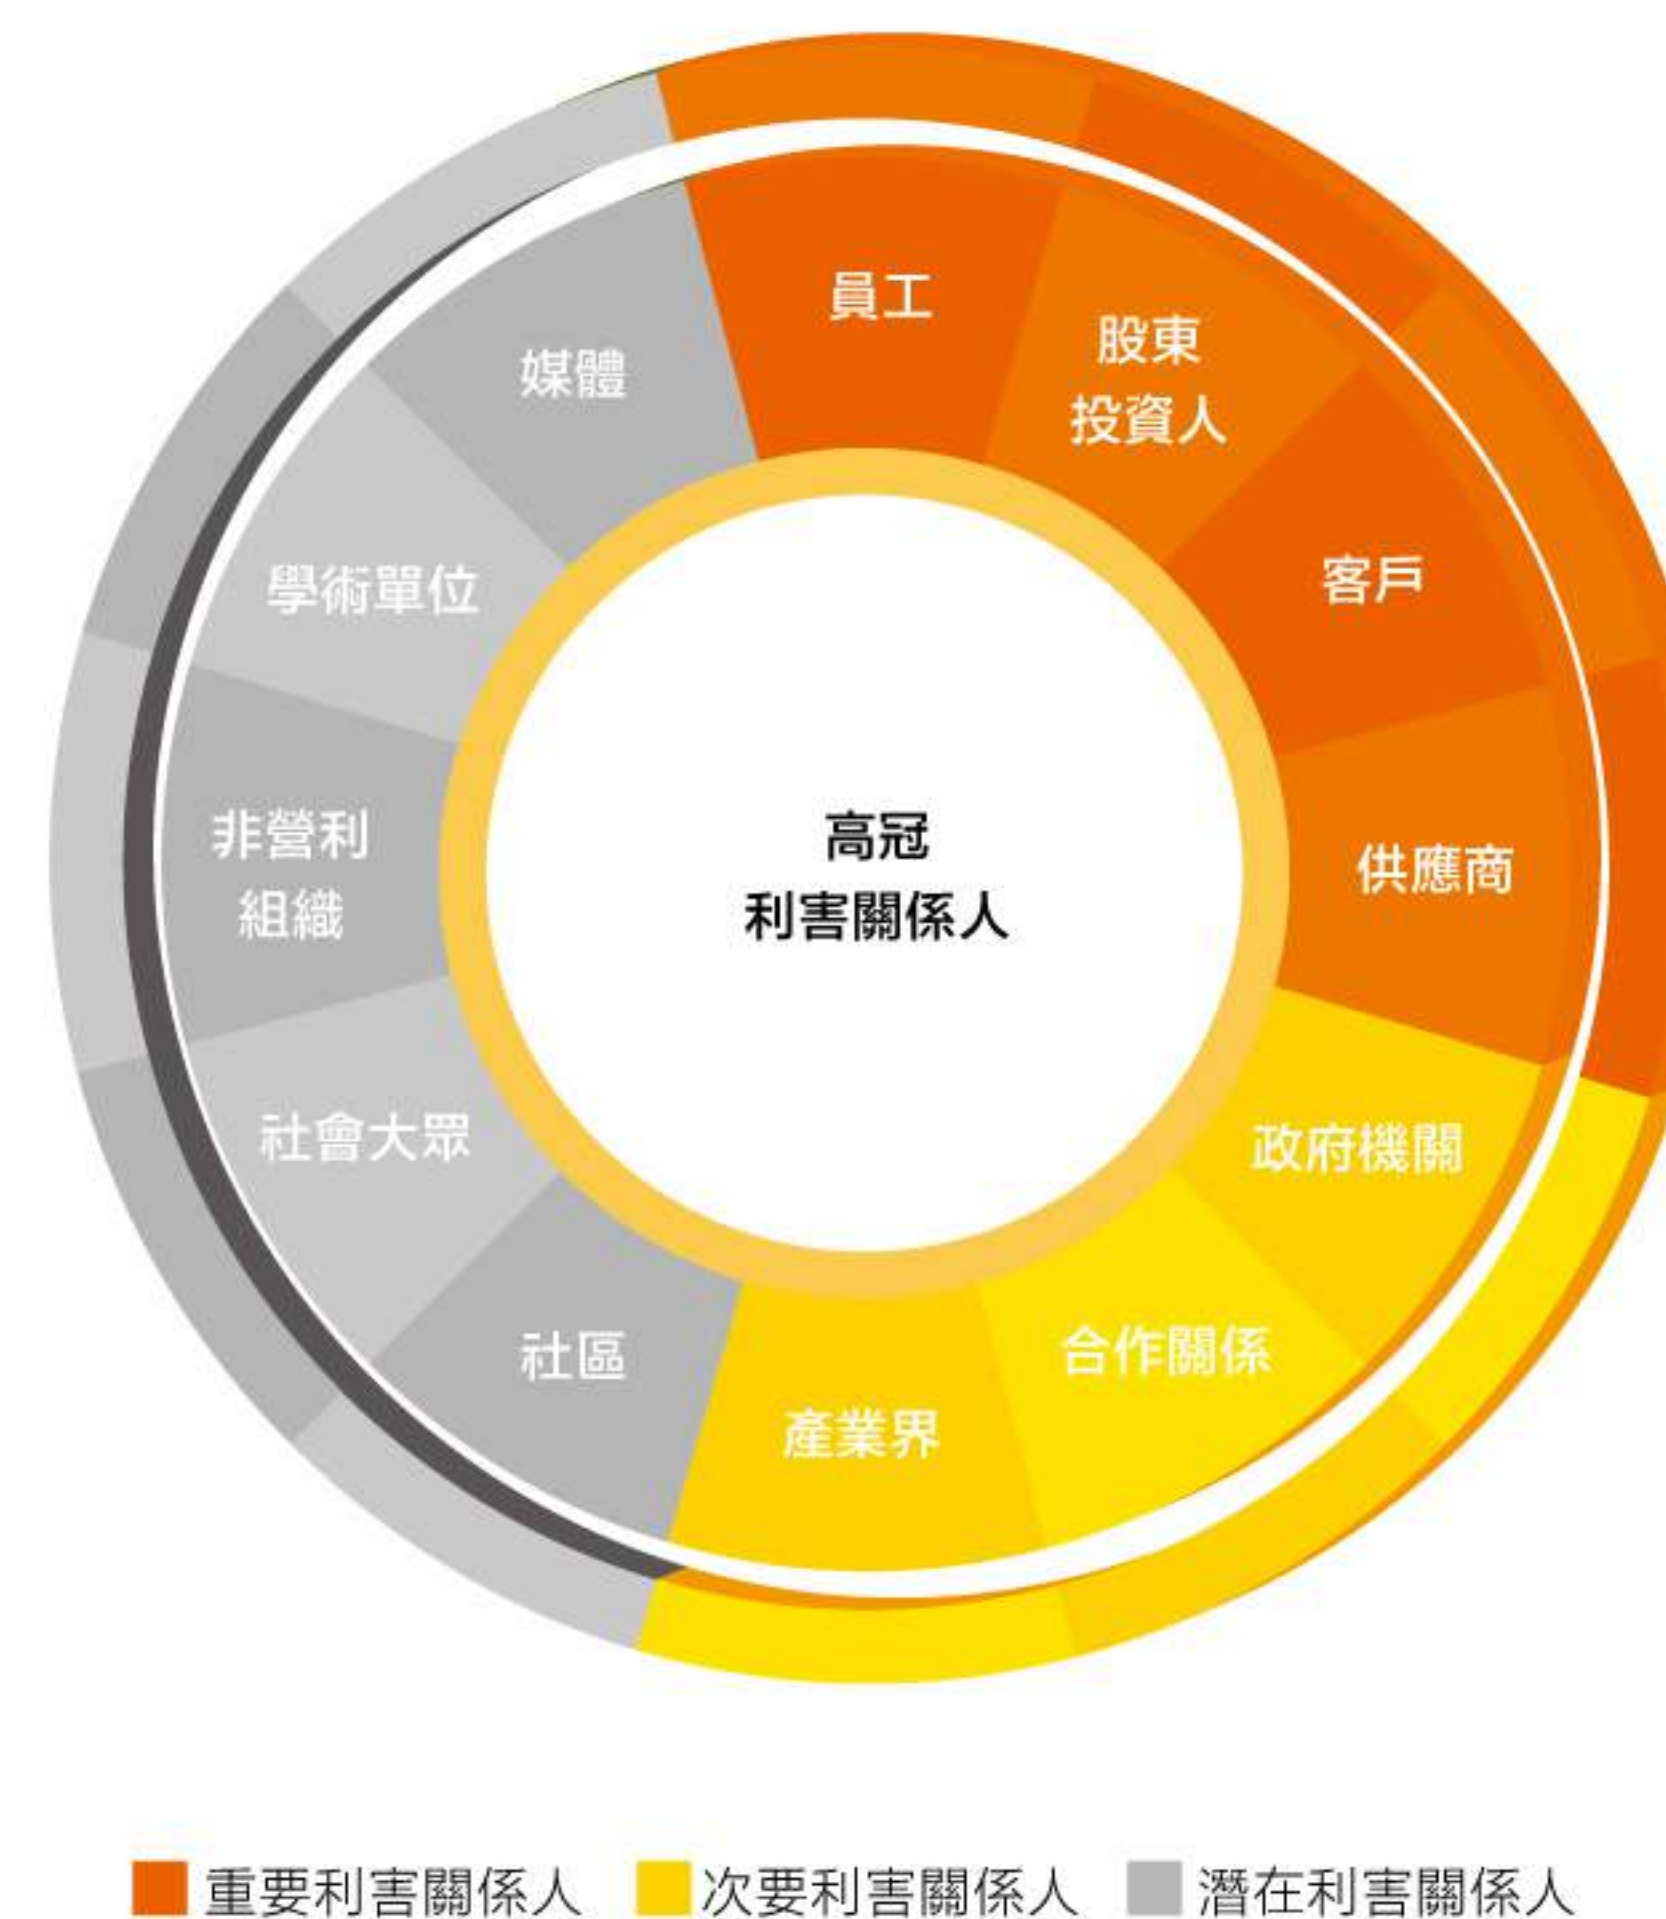 員工
股東
投資人
客戶
供應商
政府機關
合作關係
產業界
社區
社會大眾
非營利
組織
學術單位
媒體
高冠
利害關係人
重要利害關係人
次要利害關係人
潛在利害關係人